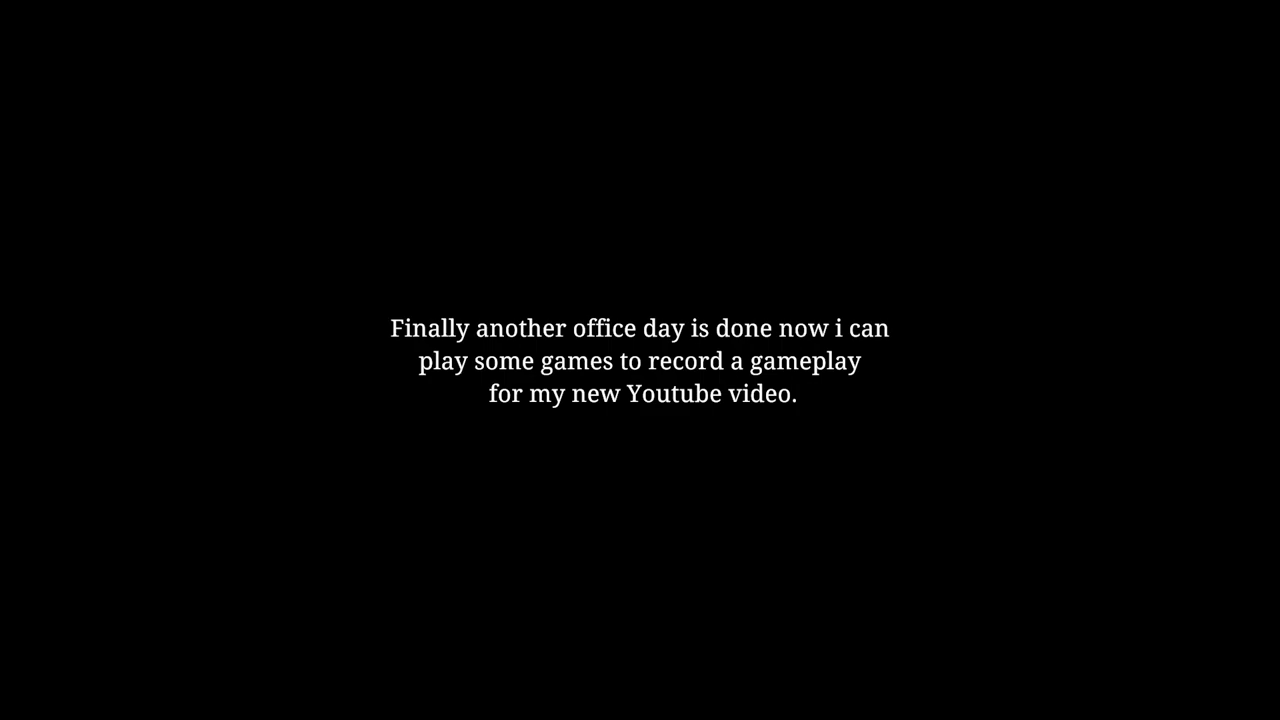 Finally another office day is done now i can
play some games to record a gameplay
for my new Youtube video.